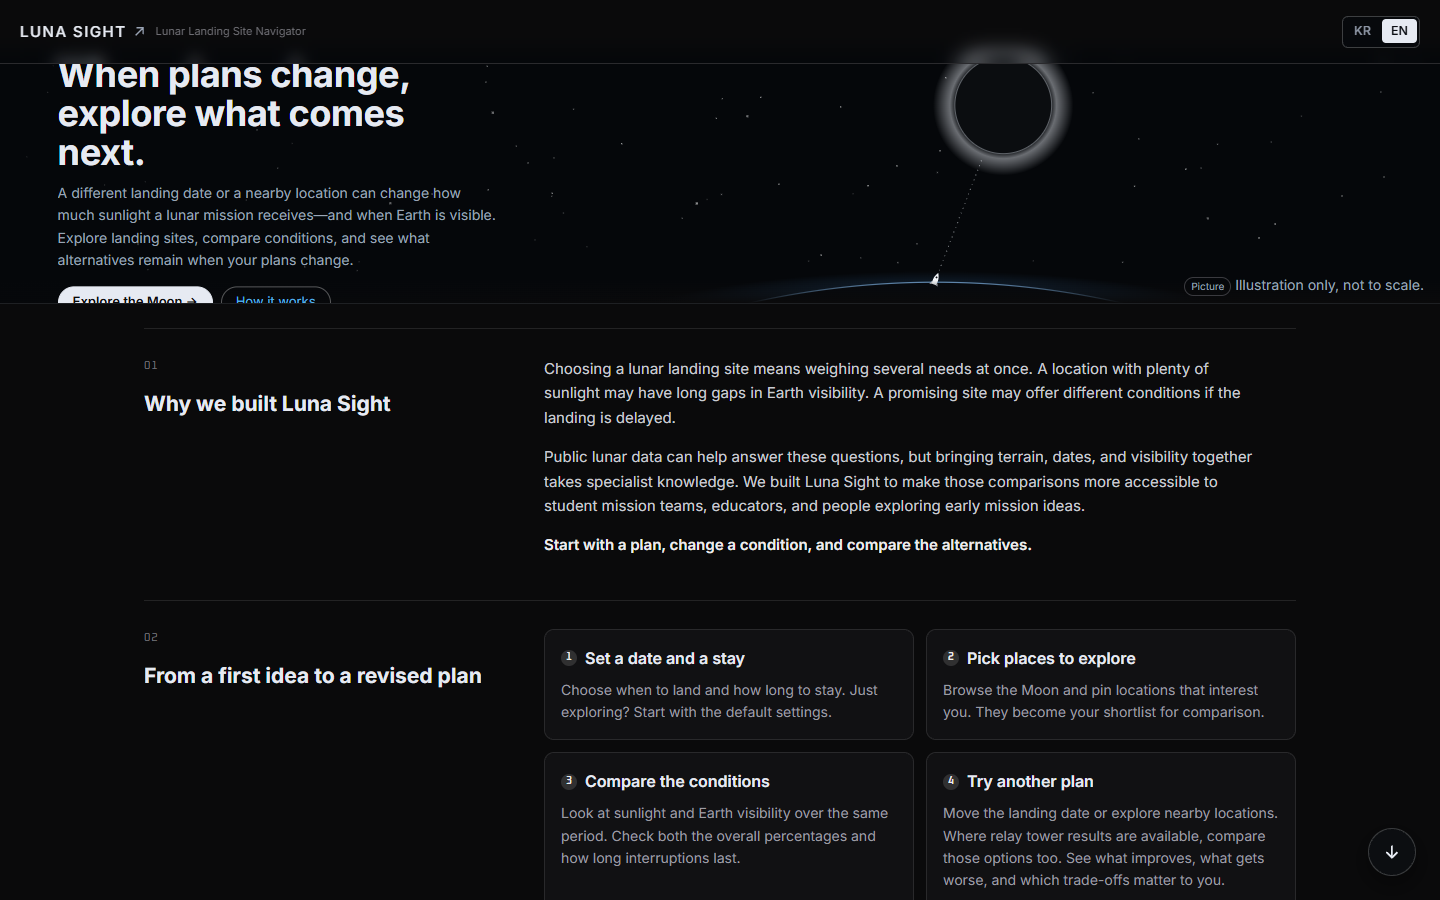 LUNA SIGHT ↗ Lunar Landing Site Navigator
KR EN
When plans change,
explore what comes
next.
A different landing date or a nearby location can change how
much sunlight a lunar mission receives—and when Earth is visible.
Explore landing sites, compare conditions, and see what
alternatives remain when your plans change.
Explore the Moon → How it works
Picture Illustration only, not to scale.
01
Why we built Luna Sight
Choosing a lunar landing site means weighing several needs at once. A location with plenty of
sunlight may have long gaps in Earth visibility. A promising site may offer different conditions if the
landing is delayed.
Public lunar data can help answer these questions, but bringing terrain, dates, and visibility together
takes specialist knowledge. We built Luna Sight to make those comparisons more accessible to
student mission teams, educators, and people exploring early mission ideas.
Start with a plan, change a condition, and compare the alternatives.
02
From a first idea to a revised plan
1 Set a date and a stay
Choose when to land and how long to stay. Just
exploring? Start with the default settings.
2 Pick places to explore
Browse the Moon and pin locations that interest
you. They become your shortlist for comparison.
3 Compare the conditions
Look at sunlight and Earth visibility over the same
period. Check both the overall percentages and
how long interruptions last.
4 Try another plan
Move the landing date or explore nearby locations.
Where relay tower results are available, compare
those options too. See what improves, what gets
worse, and which trade-offs matter to you.